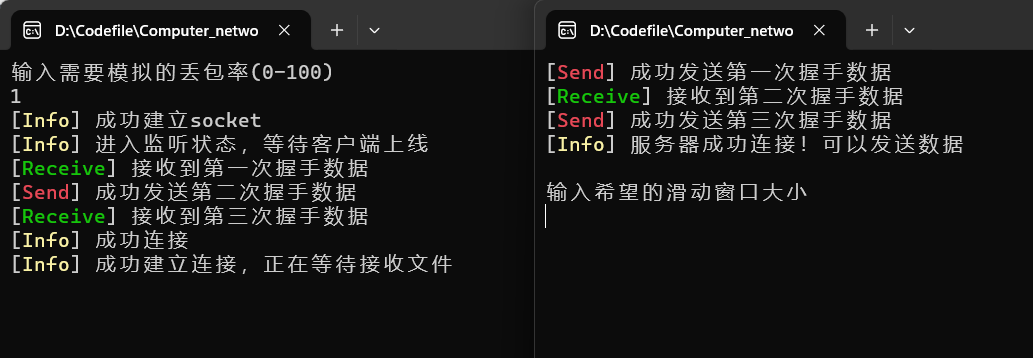 D:\Codefile\Computer_netwo
输入需要模拟的丢包率(0-100)
1
[Info] 成功建立socket
[Info] 进入监听状态，等待客户端上线
[Receive] 接收到第一次握手数据
[Send] 成功发送第二次握手数据
[Receive] 接收到第三次握手数据
[Info] 成功连接
[Info] 成功建立连接，正在等待接收文件
D:\Codefile\Computer_netwo
[Send] 成功发送第一次握手数据
[Receive] 接收到第二次握手数据
[Send] 成功发送第三次握手数据
[Info] 服务器成功连接！可以发送数据
输入希望的滑动窗口大小